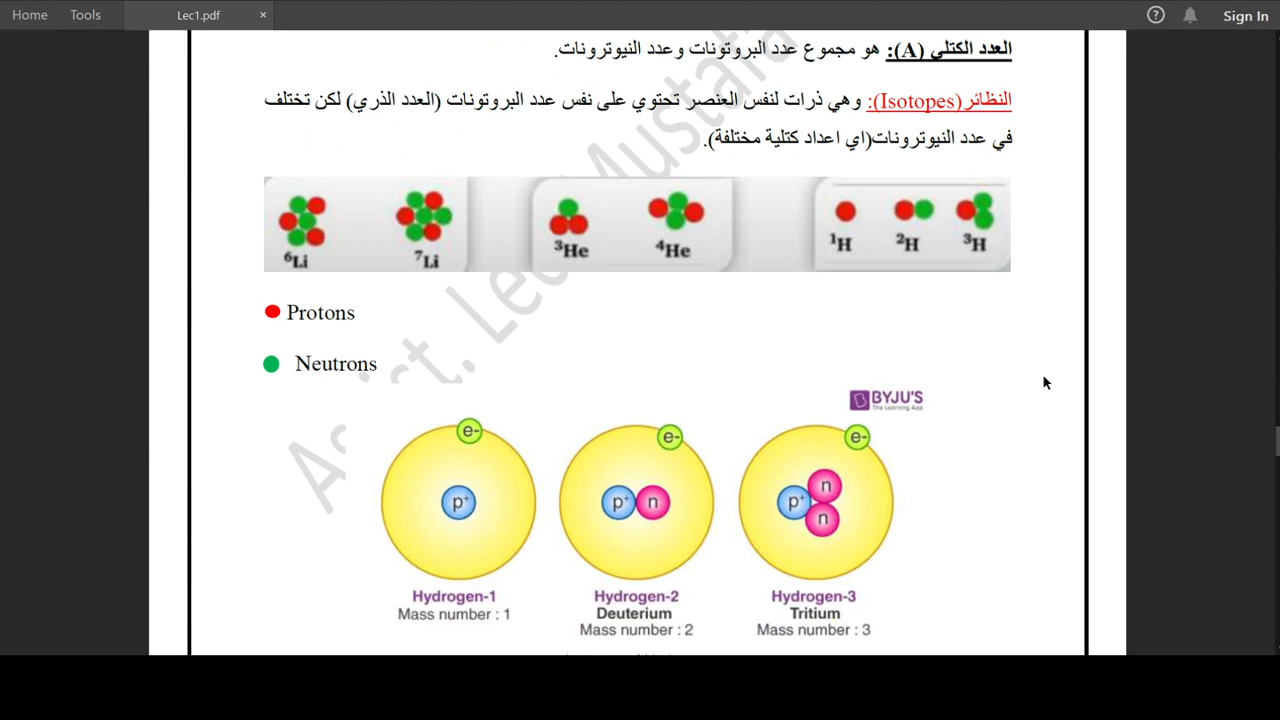 Home Tools Lec1.pdf × ? Sign In
العدد الكتلي (A): هو مجموع عدد البروتونات وعدد النيوترونات.
النظائر(Isotopes): وهي ذرات لنفس العنصر تحتوي على نفس عدد البروتونات (العدد الذري) لكن تختلف
في عدد النيوترونات(اي اعداد كتلية مختلفة).
⁶Li ⁷Li ³He ⁴He ¹H ²H ³H
Protons
Neutrons
BYJU'S
The Learning App
e- e- e-
p⁺ p⁺ n p⁺ n n
Hydrogen-1 Hydrogen-2 Hydrogen-3
Mass number : 1 Deuterium Tritium
Mass number : 2 Mass number : 3
Assist. Lec. Mustafa